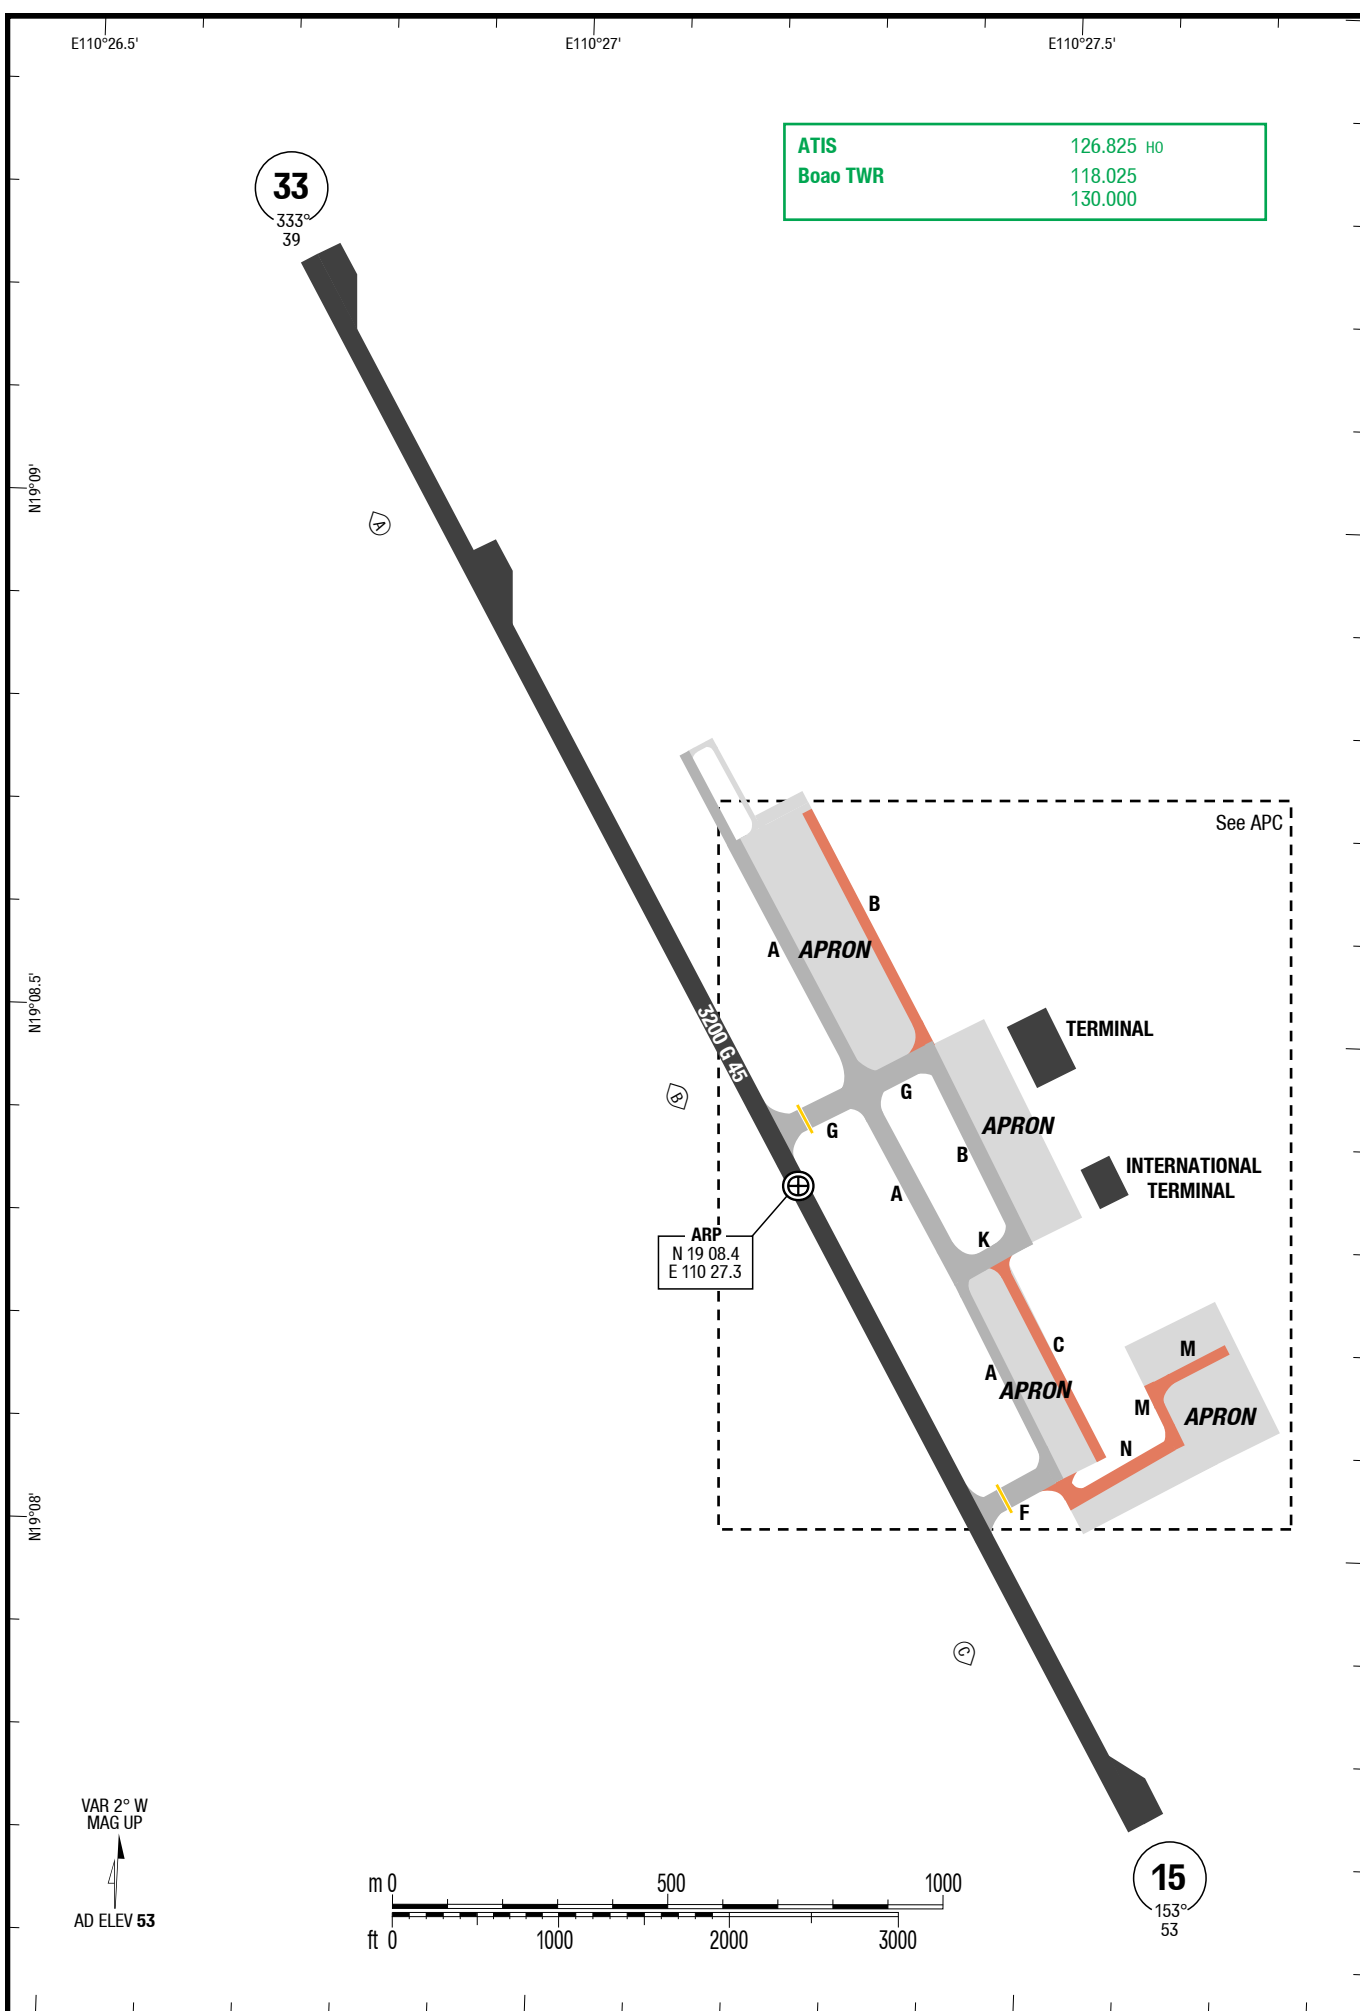 E110°26.5'
E110°27'
E110°27.5'
ATIS 126.825 HO
Boao TWR 118.025
130.000
33
333°
39
N19°09'
A
See APC
B
A
APRON
N19°08.5'
3200 G 45
TERMINAL
B
G
G
APRON
B
A
INTERNATIONAL
TERMINAL
K
ARP
N 19 08.4
E 110 27.3
C
M
A
APRON
M
APRON
N
N19°08'
F
C
VAR 2° W
MAG UP
AD ELEV 53
m 0 500 1000
ft 0 1000 2000 3000
15
153°
53